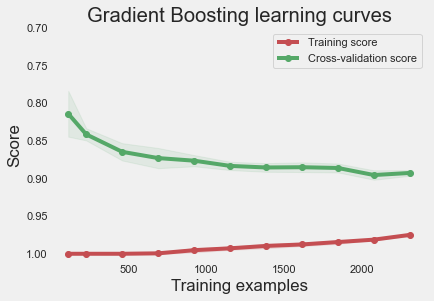 Gradient Boosting learning curves
0.70
0.75
0.80
0.85
0.90
0.95
1.00
Score
Training score
Cross-validation score
500
1000
1500
2000
Training examples